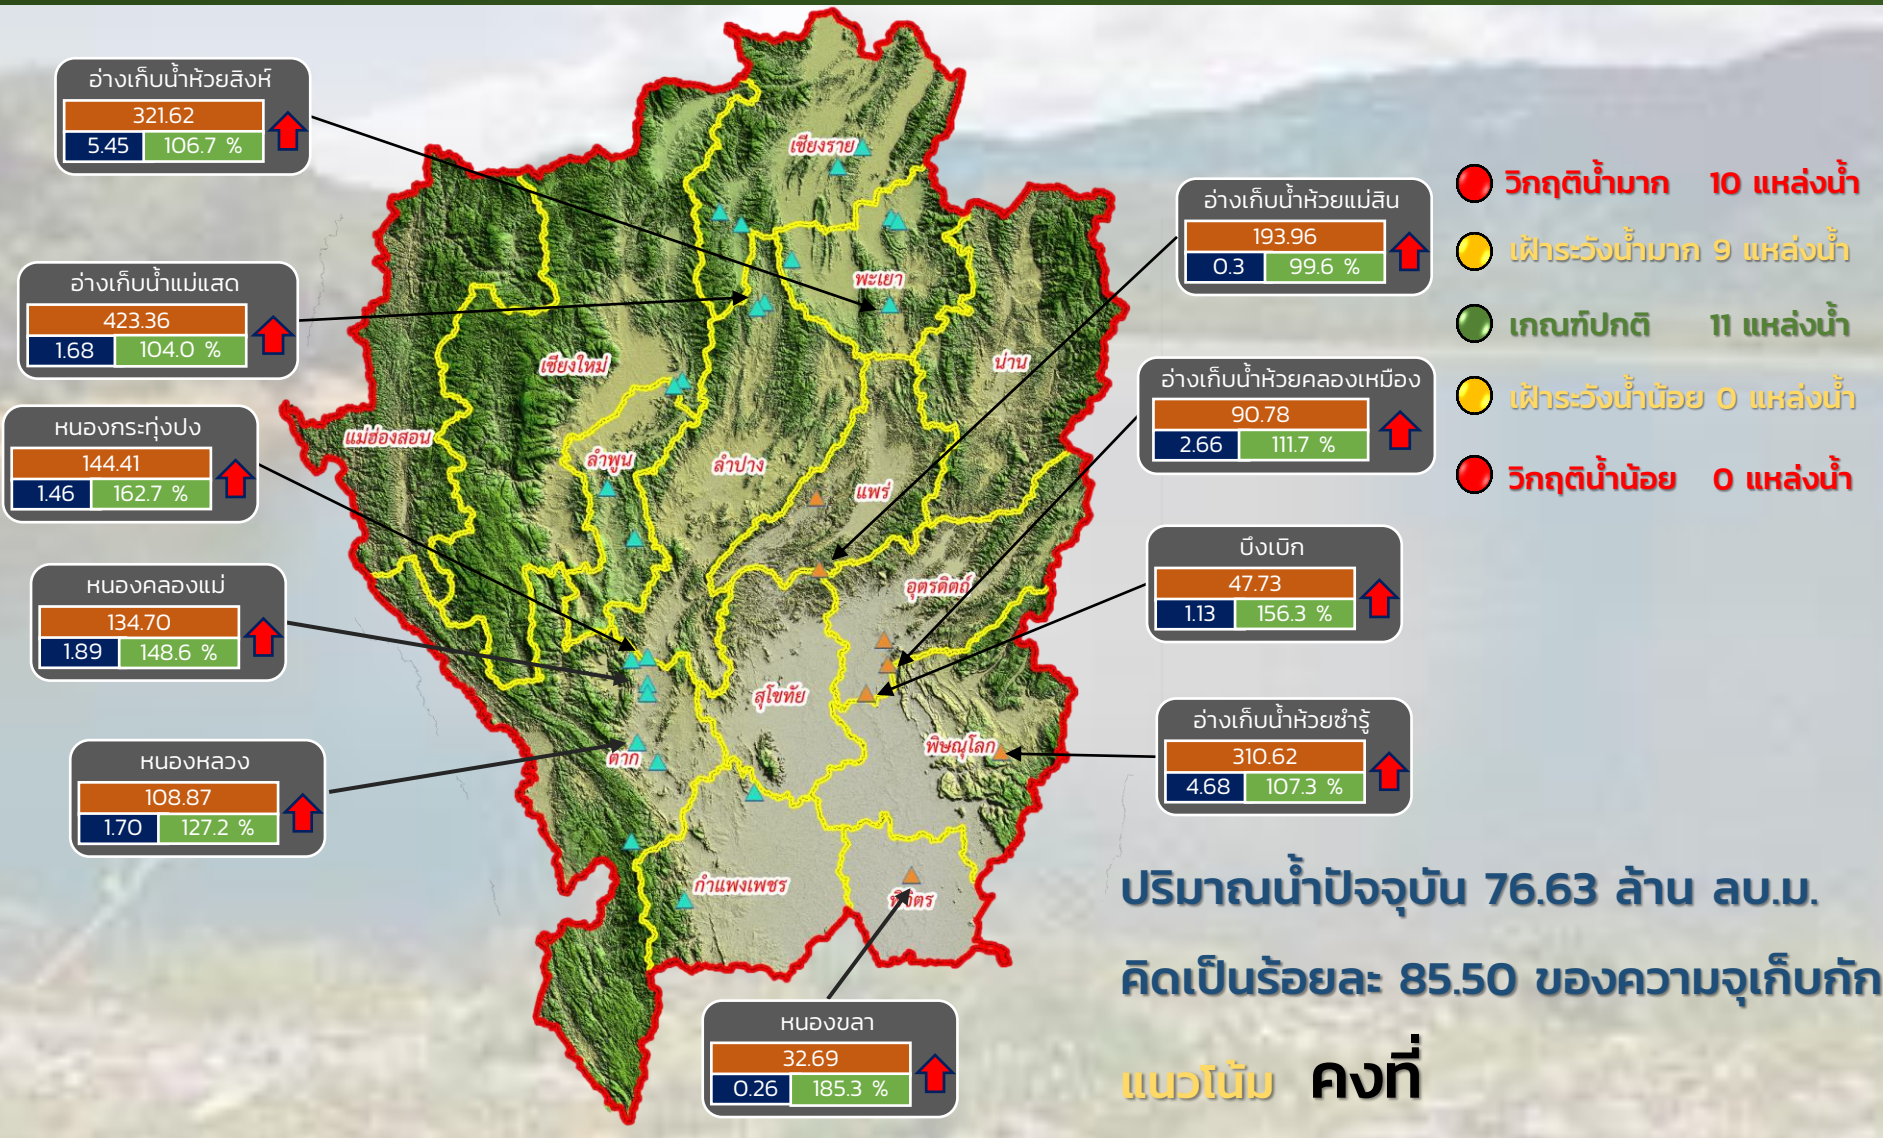 อ่างเก็บน้ำห้วยสิงห์
321.62
5.45 106.7 %
อ่างเก็บน้ำแม่แสด
423.36
1.68 104.0 %
หนองกระทุ่งปง
144.41
1.46 162.7 %
หนองคลองแม่
134.70
1.89 148.6 %
หนองหลวง
108.87
1.70 127.2 %
เชียงราย
พะเยา
น่าน
เชียงใหม่
แม่ฮ่องสอน
ลำพูน
ลำปาง
แพร่
อุตรดิตถ์
สุโขทัย
ตาก
พิษณุโลก
กำแพงเพชร
พิจิตร
หนองขลา
32.69
0.26 185.3 %
อ่างเก็บน้ำห้วยแม่สิน
193.96
0.3 99.6 %
อ่างเก็บน้ำห้วยคลองเหมือง
90.78
2.66 111.7 %
บึงเบิก
47.73
1.13 156.3 %
อ่างเก็บน้ำห้วยซำรู้
310.62
4.68 107.3 %
วิกฤติน้ำมาก 10 แหล่งน้ำ
เฝ้าระวังน้ำมาก 9 แหล่งน้ำ
เกณฑ์ปกติ 11 แหล่งน้ำ
เฝ้าระวังน้ำน้อย 0 แหล่งน้ำ
วิกฤติน้ำน้อย 0 แหล่งน้ำ
ปริมาณน้ำปัจจุบัน 76.63 ล้าน ลบ.ม.
คิดเป็นร้อยละ 85.50 ของความจุเก็บกัก
แนวโน้ม คงที่